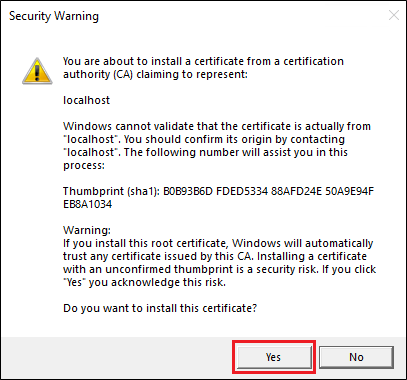 Security Warning
You are about to install a certificate from a certification
authority (CA) claiming to represent:
localhost
Windows cannot validate that the certificate is actually from
"localhost". You should confirm its origin by contacting
"localhost". The following number will assist you in this
process:
Thumbprint (sha1): B0B93B6D FDED5334 88AFD24E 50A9E94F
EB8A1034
Warning:
If you install this root certificate, Windows will automatically
trust any certificate issued by this CA. Installing a certificate
with an unconfirmed thumbprint is a security risk. If you click
"Yes" you acknowledge this risk.
Do you want to install this certificate?
Yes
No